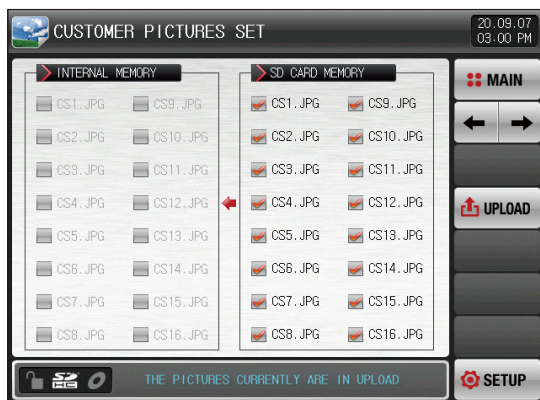 CUSTOMER PICTURES SET
20.09.07
03:00 PM
INTERNAL MEMORY
CS1.JPG CS9.JPG
CS2.JPG CS10.JPG
CS3.JPG CS11.JPG
CS4.JPG CS12.JPG
CS5.JPG CS13.JPG
CS6.JPG CS14.JPG
CS7.JPG CS15.JPG
CS8.JPG CS16.JPG
SD CARD MEMORY
CS1.JPG CS9.JPG
CS2.JPG CS10.JPG
CS3.JPG CS11.JPG
CS4.JPG CS12.JPG
CS5.JPG CS13.JPG
CS6.JPG CS14.JPG
CS7.JPG CS15.JPG
CS8.JPG CS16.JPG
MAIN
UPLOAD
SETUP
SD HC
THE PICTURES CURRENTLY ARE IN UPLOAD